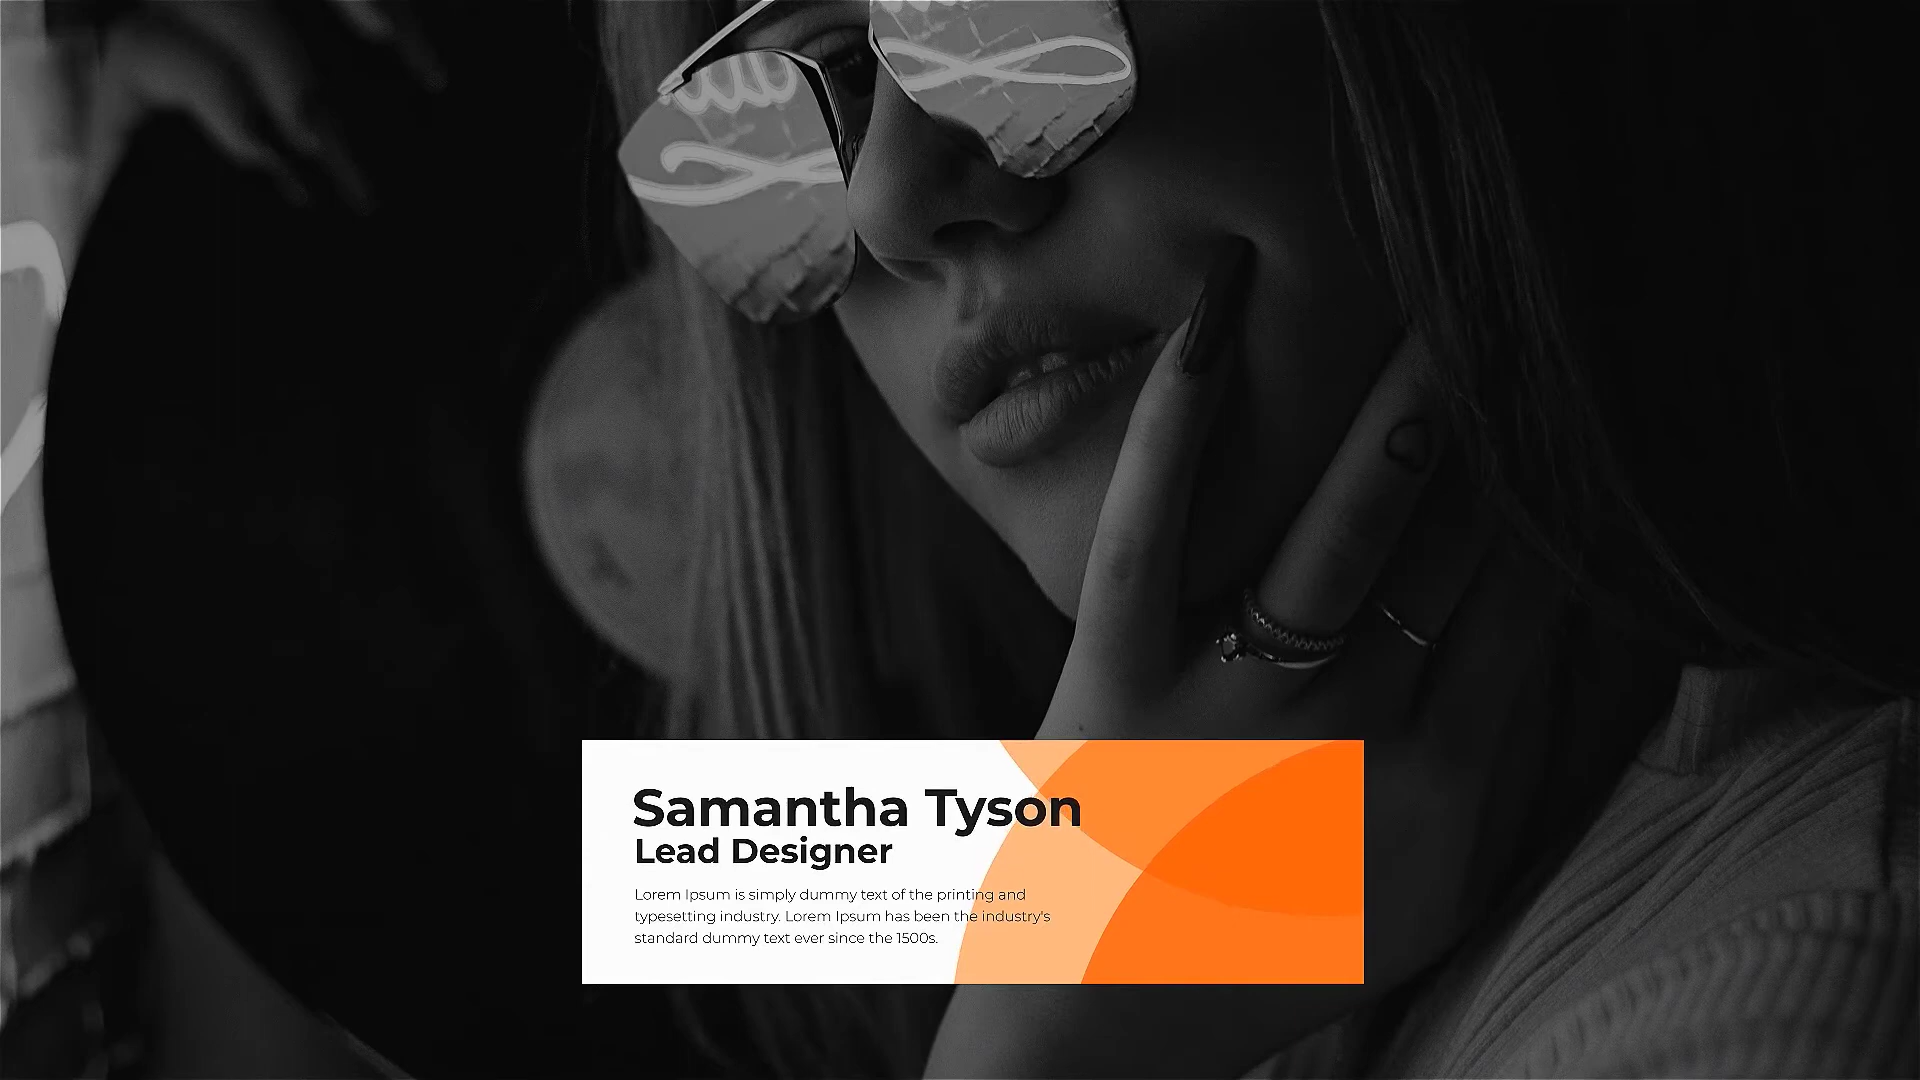 Samantha Tyson
Lead Designer
Lorem Ipsum is simply dummy text of the printing and
typesetting industry. Lorem Ipsum has been the industry's
standard dummy text ever since the 1500s.